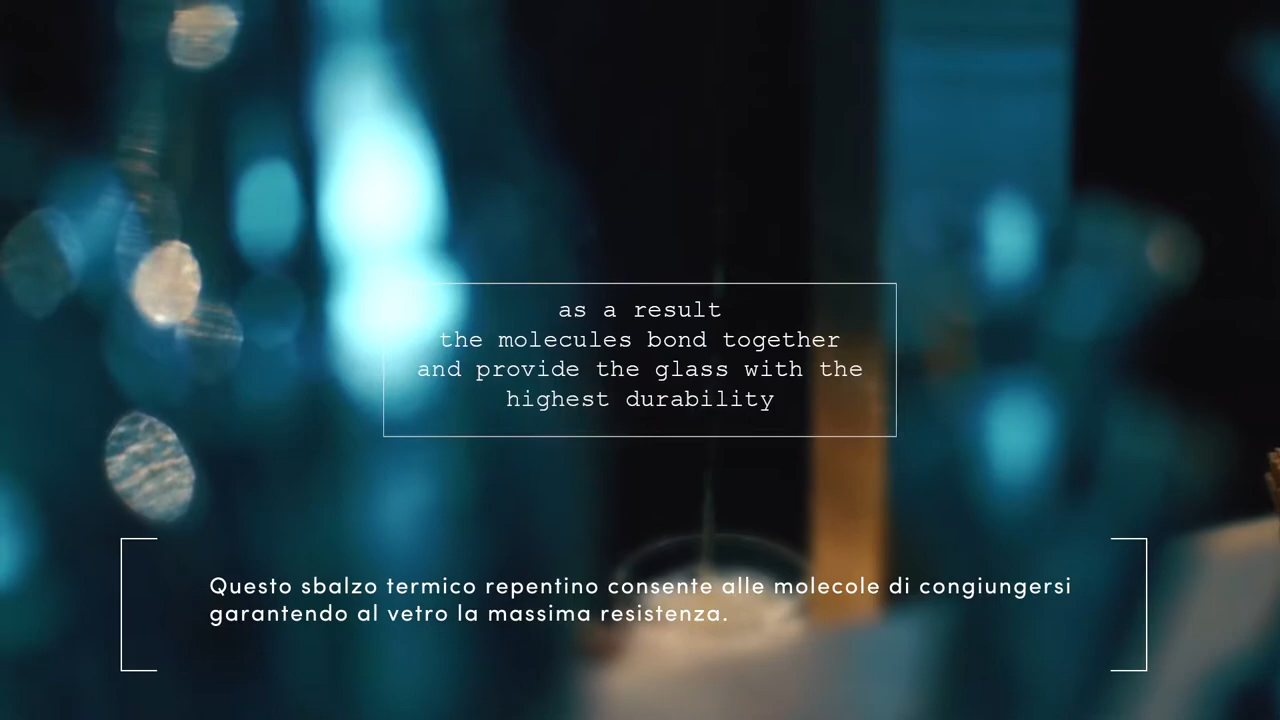 as a result
the molecules bond together
and provide the glass with the
highest durability
Questo sbalzo termico repentino consente alle molecole di congiungersi
garantendo al vetro la massima resistenza.